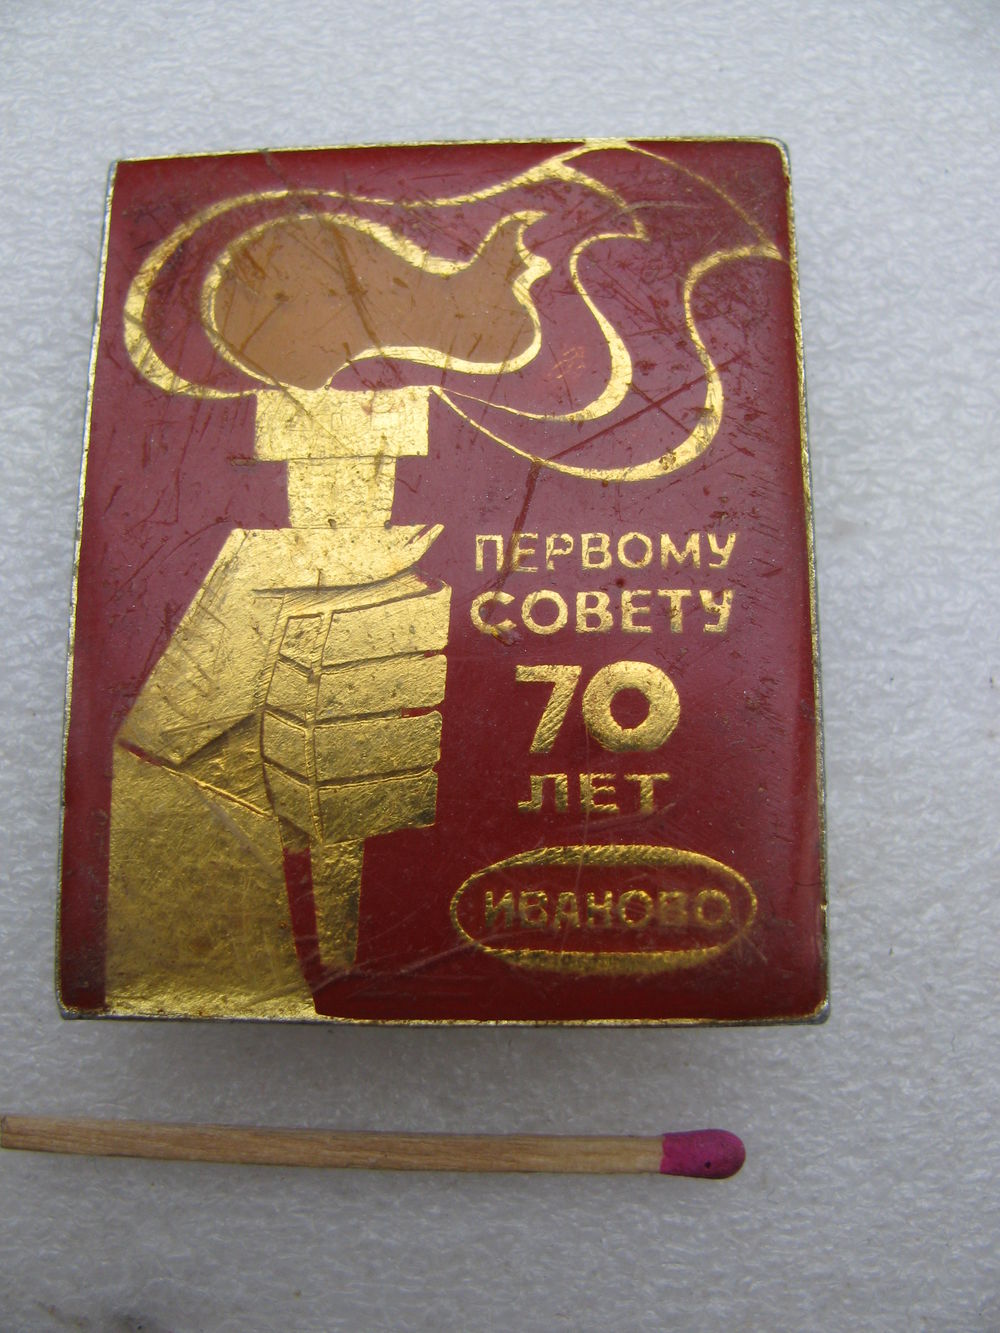 ПЕРВОМУ
СОВЕТУ
70
ЛЕТ
ИВАНОВО